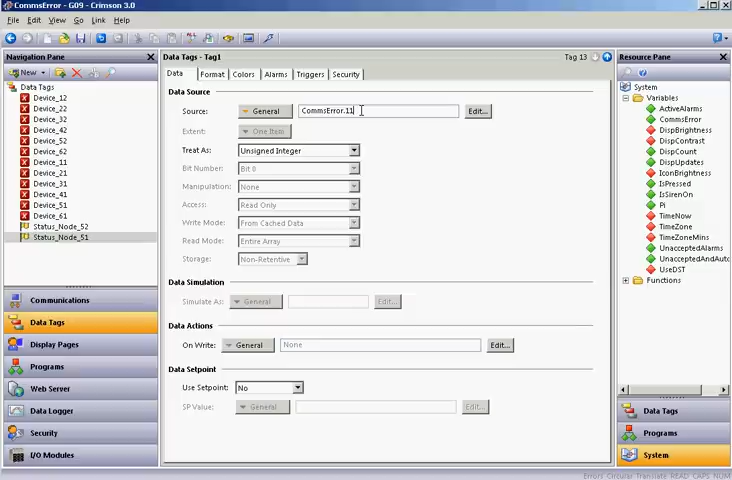 CommsError - G09 - Crimson 3.0
File Edit View Go Link Help
Navigation Pane
New
Data Tags
Device_12
Device_22
Device_32
Device_42
Device_52
Device_62
Device_11
Device_21
Device_31
Device_41
Device_51
Device_61
Status_Node_52
Status_Node_51
Communications
Data Tags
Display Pages
Programs
Web Server
Data Logger
Security
I/O Modules
Data Tags - Tag1
Tag 13
Data Format Colors Alarms Triggers Security
Data Source
Source: General CommsError.11 Edit...
Extent: One Item
Treat As: Unsigned Integer
Bit Number: Bit 0
Manipulation: None
Access: Read Only
Write Mode: From Cached Data
Read Mode: Entire Array
Storage: Non-Retentive
Data Simulation
Simulate As: General Edit...
Data Actions
On Write: General None Edit...
Data Setpoint
Use Setpoint: No
SP Value: General Edit...
Resource Pane
System
Variables
ActiveAlarms
CommsError
DispBrightness
DispContrast
DispCount
DispUpdates
IconBrightness
IsPressed
IsSirenOn
Pi
TimeNow
TimeZone
TimeZoneMins
UnacceptedAlarms
UnacceptedAndAuto
UseDST
Functions
Data Tags
Programs
System
Errors Circular Translate READ CAPS NUM